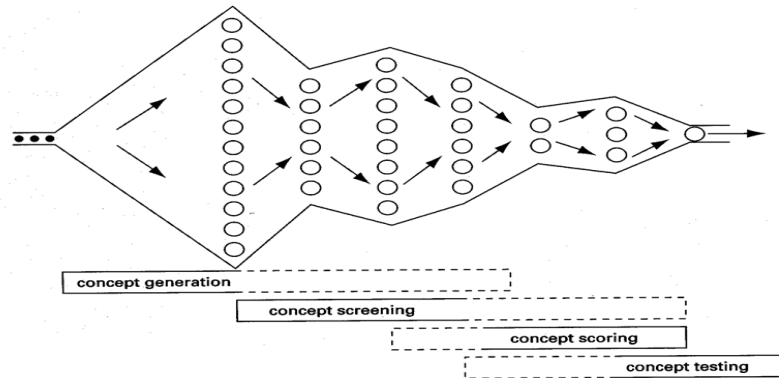 concept generation
concept screening
concept scoring
concept testing